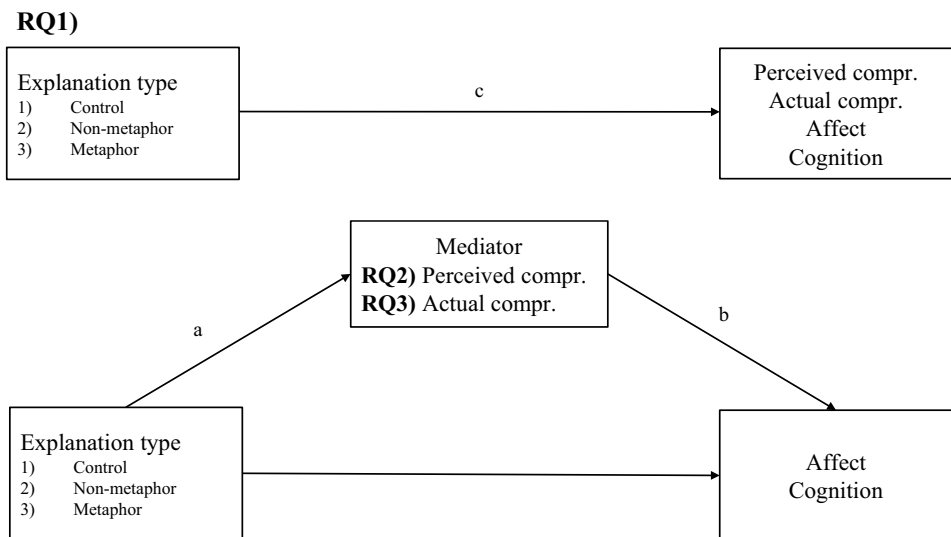 RQ1)
Explanation type
1) Control
2) Non-metaphor
3) Metaphor
c
Perceived compr.
Actual compr.
Affect
Cognition
Mediator
RQ2) Perceived compr.
RQ3) Actual compr.
a
b
Explanation type
1) Control
2) Non-metaphor
3) Metaphor
Affect
Cognition